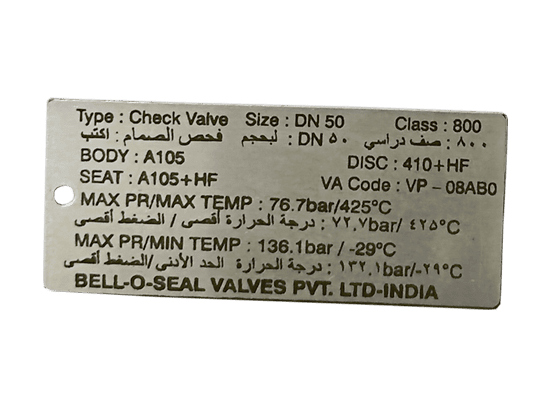 Type : Check Valve Size : DN 50 Class : 800
فحص الصمام : اكتب لبحجم : DN ٥٠ صف دراسي : ٨٠٠
BODY : A105 DISC : 410+HF
SEAT : A105+HF VA Code : VP - 08AB0
MAX PR/MAX TEMP : 76.7bar/425°C
درجة الحرارة أقصى / الضغط أقصى : ٧٢,٧bar/ ٤٢٥°C
MAX PR/MIN TEMP : 136.1bar / -29°C
درجة الحرارة الحد الأدنى/الضغط أقصى : ١٣٢,١bar/-٢٩°C
BELL-O-SEAL VALVES PVT. LTD-INDIA